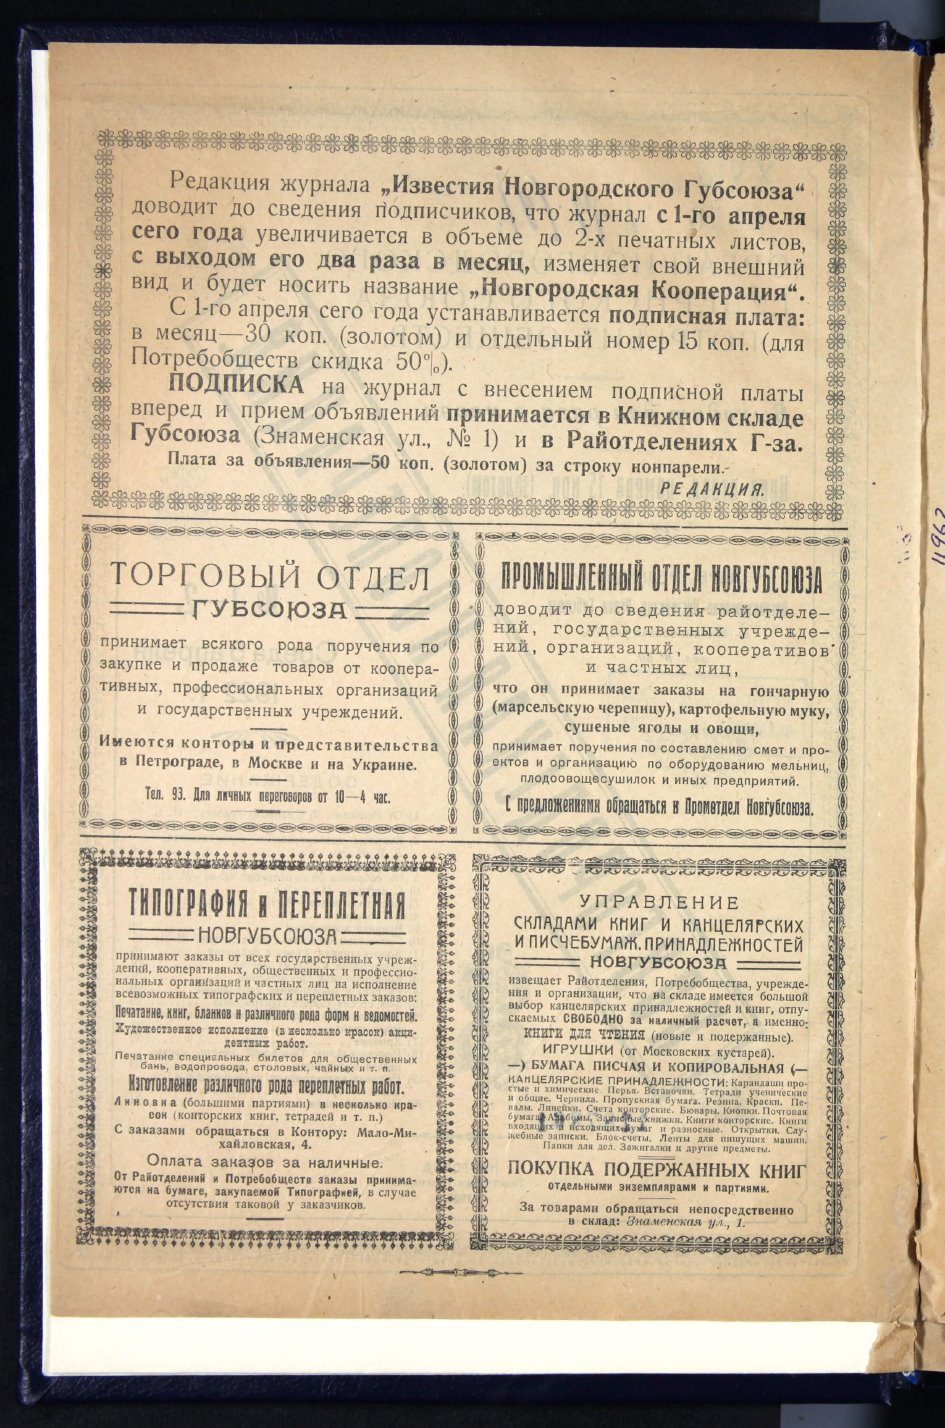 Редакция журнала „Известия Новгородского Губсоюза“
доводит до сведения подписчиков, что журнал с 1-го апреля
сего года увеличивается в объеме до 2-х печатных листов,
с выходом его два раза в месяц, изменяет свой внешний
вид и будет носить название „Новгородская Кооперация“.
С 1-го апреля сего года устанавливается подписная плата:
в месяц—30 коп. (золотом) и отдельный номер 15 коп. (для
Потребобществ скидка 50%).
ПОДПИСКА на журнал с внесением подписной платы
вперед и прием объявлений принимается в Книжном складе
Губсоюза (Знаменская ул., № 1) и в Райотделениях Г-за.
Плата за объявления—50 коп. (золотом) за строку нонпарели.
РЕДАКЦИЯ.
ТОРГОВЫЙ ОТДЕЛ
ГУБСОЮЗА
принимает всякого рода поручения по
закупке и продаже товаров от коопера-
тивных, профессиональных организаций
и государственных учреждений.
Имеются конторы и представительства
в Петрограде, в Москве и на Украине.
Тел. 93. Для личных переговоров от 10—4 час.
ПРОМЫШЛЕННЫЙ ОТДЕЛ НОВГУБСОЮЗА
доводит до сведения райотделе-
ний, государственных учрежде-
ний, организаций, кооперативов
и частных лиц,
что он принимает заказы на гончарную
(марсельскую черепицу), картофельную муку,
сушеные ягоды и овощи,
принимает поручения по составлению смет и про-
ектов и организацию по оборудованию мельниц,
плодоовощесушилок и иных предприятий.
С предложениями обращаться в Прометдел Новгубсоюза.
ТИПОГРАФИЯ и ПЕРЕПЛЕТНАЯ
НОВГУБСОЮЗА
принимают заказы от всех государственных учреж-
дений, кооперативных, общественных и профессио-
нальных организаций и частных лиц на исполнение
всевозможных типографских и переплетных заказов:
Печатание, книг, бланков и различного рода форм и ведомостей.
Художественное исполнение (в несколько красок) акци-
дентных работ.
Печатание специальных билетов для общественных
бань, водопровода, столовых, чайных и т. п.
Изготовление различного рода переплетных работ.
Линовка (большими партиями) в несколько кра-
сок (конторских книг, тетрадей и т. п.)
С заказами обращаться в Контору: Мало-Ми-
хайловская, 4.
Оплата заказов за наличные.
От Райотделений и Потребобществ заказы принима-
ются на бумаге, закупаемой Типографией, в случае
отсутствия таковой у заказчиков.
УПРАВЛЕНИЕ
СКЛАДАМИ КНИГ И КАНЦЕЛЯРСКИХ
И ПИСЧЕБУМАЖ. ПРИНАДЛЕЖНОСТЕЙ
НОВГУБСОЮЗА
извещает Райотделения, Потребобщества, учрежде-
ния и организации, что на складе имеется большой
выбор канцелярских принадлежностей и книг, отпу-
скаемых СВОБОДНО за наличный расчет, а именно:
КНИГИ ДЛЯ ЧТЕНИЯ (новые и подержанные).
ИГРУШКИ (от Московских кустарей).
—) БУМАГА ПИСЧАЯ И КОПИРОВАЛЬНАЯ (—
КАНЦЕЛЯРСКИЕ ПРИНАДЛЕЖНОСТИ: Карандаши про-
стые и химические. Перья. Вставочки. Тетради ученические
и общие. Чернила. Пропускная бумага. Резина. Краски. Пе-
налы. Линейки. Счета конторские. Бювары. Кнопки. Почтовая
бумага. Альбомы. Записные книжки. Книги конторские. Книги
входящих и исходящих бумаг и разносные. Открытки. Слу-
жебные записки. Блок-счеты. Ленты для пишущих машин.
Папки для дел. Зажигалки и другие предметы.
ПОКУПКА ПОДЕРЖАННЫХ КНИГ
отдельными экземплярами и партиями.
За товарами обращаться непосредственно
в склад: Знаменская ул., 1.